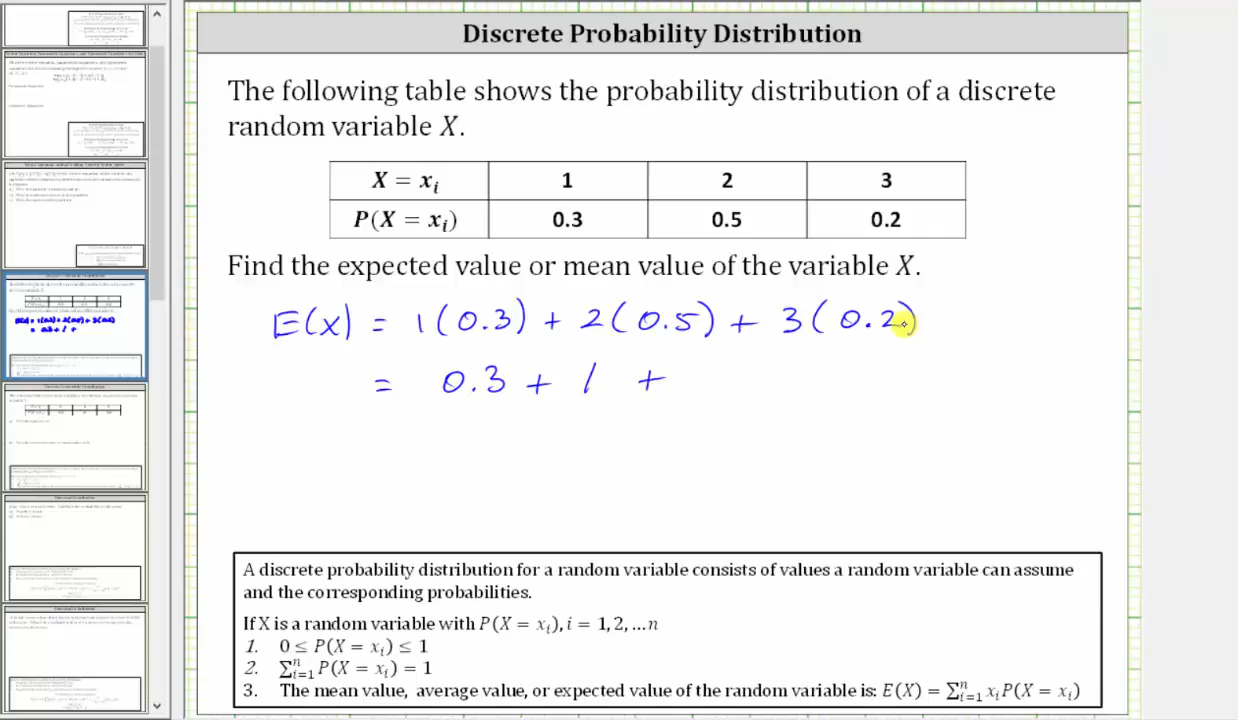 Discrete Probability Distribution
The following table shows the probability distribution of a discrete
random variable X.
X = xᵢ 1 2 3
P(X = xᵢ) 0.3 0.5 0.2
Find the expected value or mean value of the variable X.
E(x) = 1(0.3) + 2(0.5) + 3(0.2)
= 0.3 + 1 +
A discrete probability distribution for a random variable consists of values a random variable can assume
and the corresponding probabilities.
If X is a random variable with P(X = xᵢ), i = 1, 2, ...n
1. 0 ≤ P(X = xᵢ) ≤ 1
2. ∑ⁿᵢ₌₁ P(X = xᵢ) = 1
3. The mean value, average value, or expected value of the random variable is: E(X) = ∑ⁿᵢ₌₁ xᵢP(X = xᵢ)